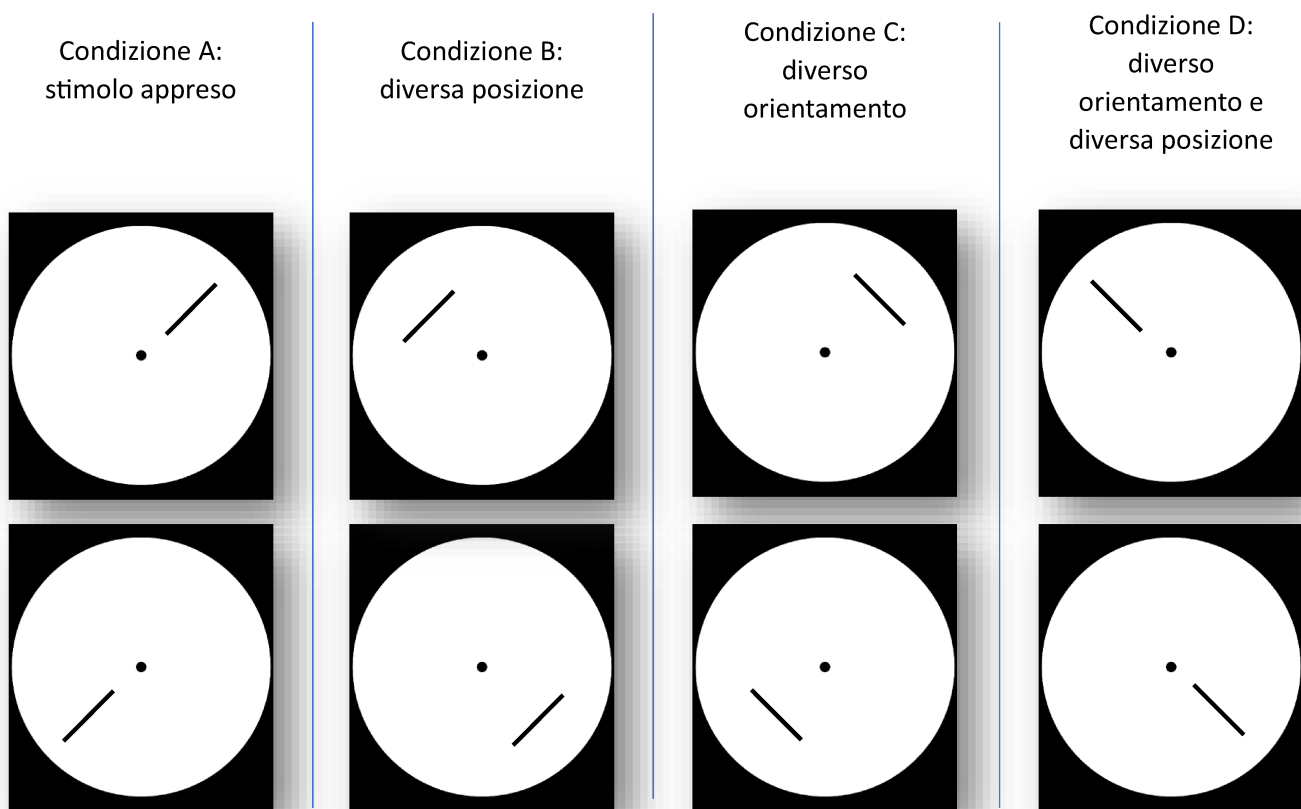 Condizione A:
stimolo appreso
Condizione B:
diversa posizione
Condizione C:
diverso
orientamento
Condizione D:
diverso
orientamento e
diversa posizione